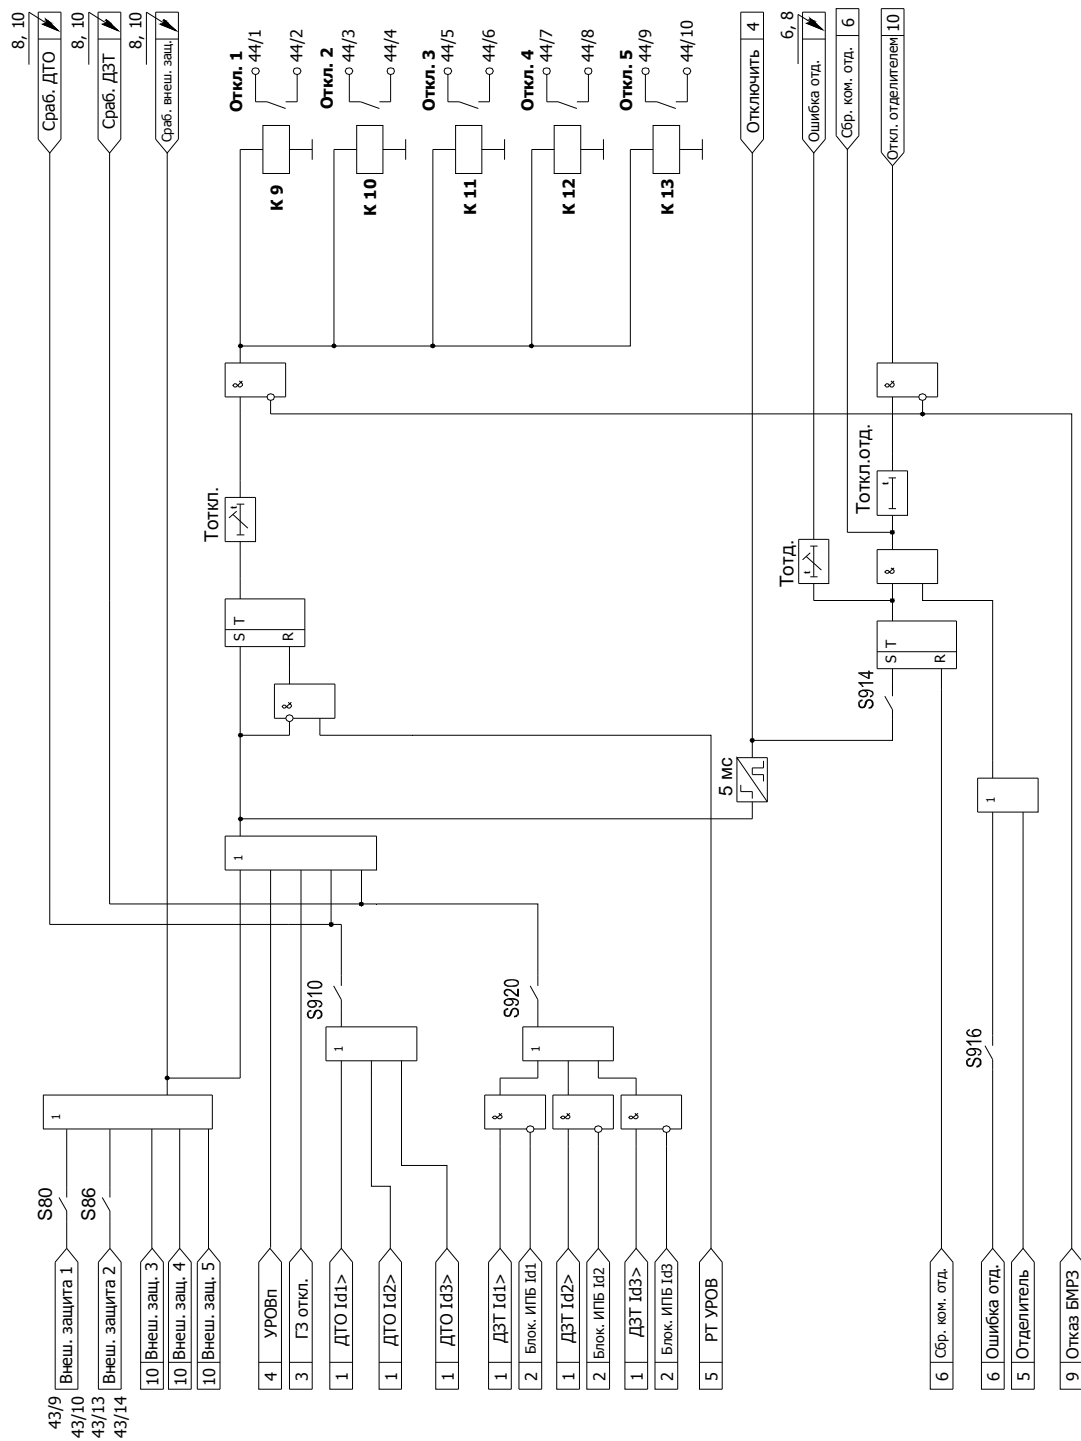 8, 10
Сраб. ДТО
8, 10
Сраб. ДЗТ
8, 10
Сраб. внеш. защ.
Откл. 1
44/1
44/2
К 9
Откл. 2
44/3
44/4
К 10
Откл. 3
44/5
44/6
К 11
Откл. 4
44/7
44/8
К 12
Откл. 5
44/9
44/10
К 13
Отключить 4
6, 8
Ошибка отд.
Сбр. ком. отд. 6
Откл. отделителем 10
&
&
Тоткл.
t
Тоткл.отд.
t
Тотд.
t
&
S T
R
&
S T
R
S914
5 мс
1
1
S910
1
S920
1
S916
1
&
&
&
S80
S86
43/9
43/10
Внеш. защита 1
43/13
43/14
Внеш. защита 2
10 Внеш. защ. 3
10 Внеш. защ. 4
10 Внеш. защ. 5
4 УРОВп
3 ГЗ откл.
1 ДТО Id1>
1 ДТО Id2>
1 ДТО Id3>
1 ДЗТ Id1>
2 Блок. ИПБ Id1
1 ДЗТ Id2>
2 Блок. ИПБ Id2
1 ДЗТ Id3>
2 Блок. ИПБ Id3
5 РТ УРОВ
6 Сбр. ком. отд.
6 Ошибка отд.
5 Отделитель
9 Отказ БМРЗ